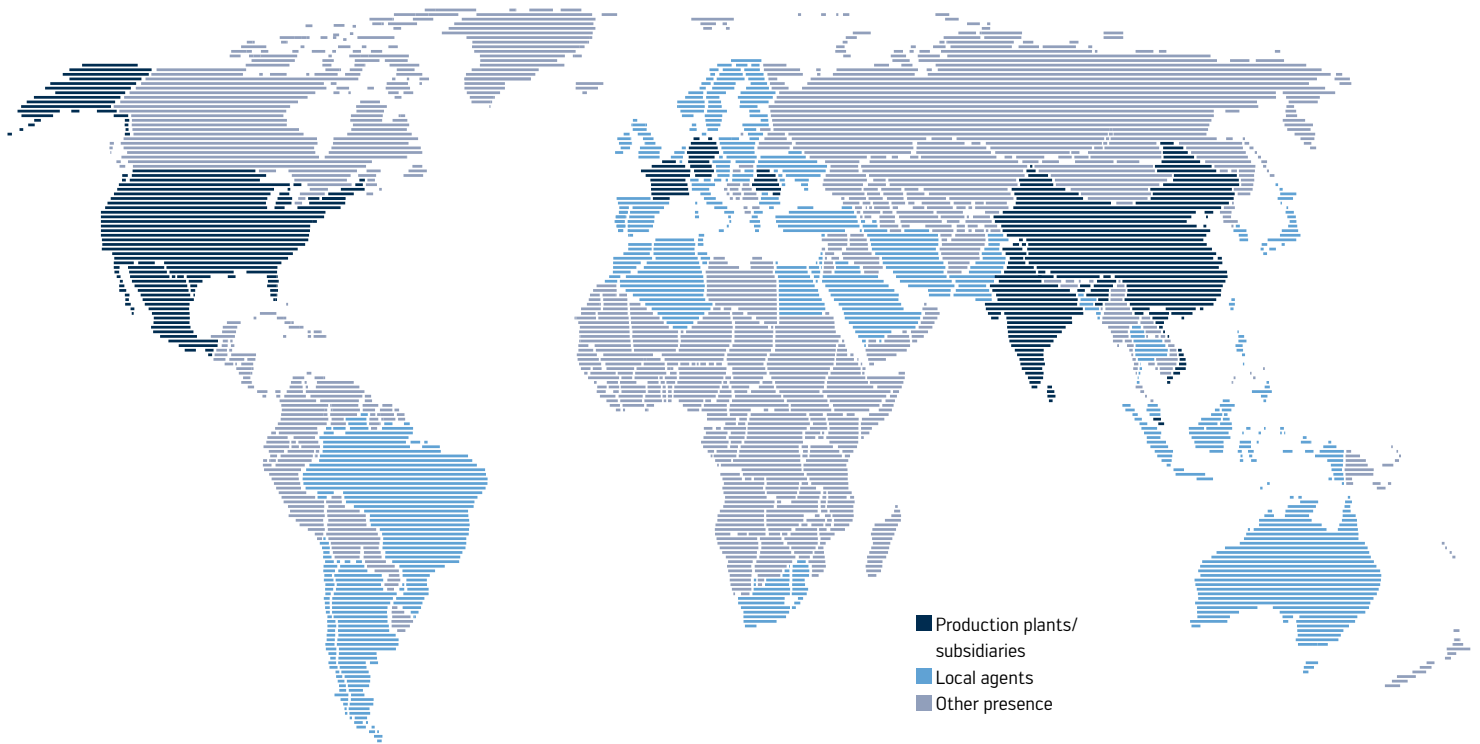 Production plants/
subsidiaries
Local agents
Other presence